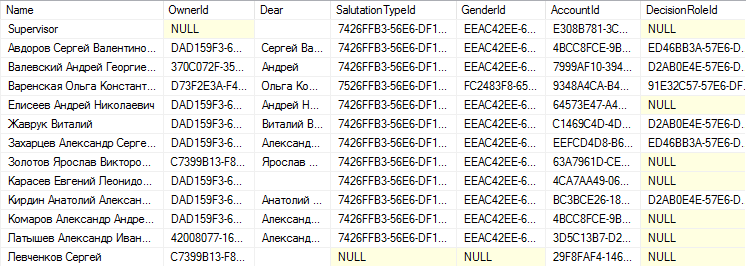 Name OwnerId Dear SalutationTypeId GenderId AccountId DecisionRoleId
Supervisor NULL 7426FFB3-56E6-DF1... EEAC42EE-6... E308B781-3C... NULL
Авдоров Сергей Валентино... DAD159F3-6... Сергей Ва... 7426FFB3-56E6-DF1... EEAC42EE-6... 4BCC8FCE-9B... ED46BB3A-57E6-D...
Валевский Андрей Георгие... 370C072F-35... Андрей 7426FFB3-56E6-DF1... EEAC42EE-6... 7999AF10-394... D2AB0E4E-57E6-D...
Варенская Ольга Констант... D73F2E3A-F4... Ольга Ко... 7526FFB3-56E6-DF1... FC2483F8-65... 9348A4CA-B4... 91E32C57-57E6-DF...
Елисеев Андрей Николаевич DAD159F3-6... Андрей Н... 7426FFB3-56E6-DF1... EEAC42EE-6... 64573E47-A4... NULL
Жаврук Виталий DAD159F3-6... Виталий В... 7426FFB3-56E6-DF1... EEAC42EE-6... C1469C4D-4D... D2AB0E4E-57E6-D...
Захарцев Александр Серге... DAD159F3-6... Александ... 7426FFB3-56E6-DF1... EEAC42EE-6... EEFCD4D8-B6... ED46BB3A-57E6-D...
Золотов Ярослав Викторо... C7399B13-F8... Ярослав ... 7426FFB3-56E6-DF1... EEAC42EE-6... 63A7961D-CE... NULL
Карасев Евгений Леонидо... DAD159F3-6... 7426FFB3-56E6-DF1... EEAC42EE-6... 4CA7AA49-06... NULL
Кирдин Анатолий Александ... DAD159F3-6... Анатолий ... 7426FFB3-56E6-DF1... EEAC42EE-6... BC3BCE26-18... D2AB0E4E-57E6-D...
Комаров Александр Андре... DAD159F3-6... Александ... 7426FFB3-56E6-DF1... EEAC42EE-6... 4BCC8FCE-9B... NULL
Латышев Александр Иван... 42008077-16... Александ... 7426FFB3-56E6-DF1... EEAC42EE-6... 3D5C13B7-D2... NULL
Левченков Сергей C7399B13-F8... NULL NULL 29F8FAF4-146... NULL